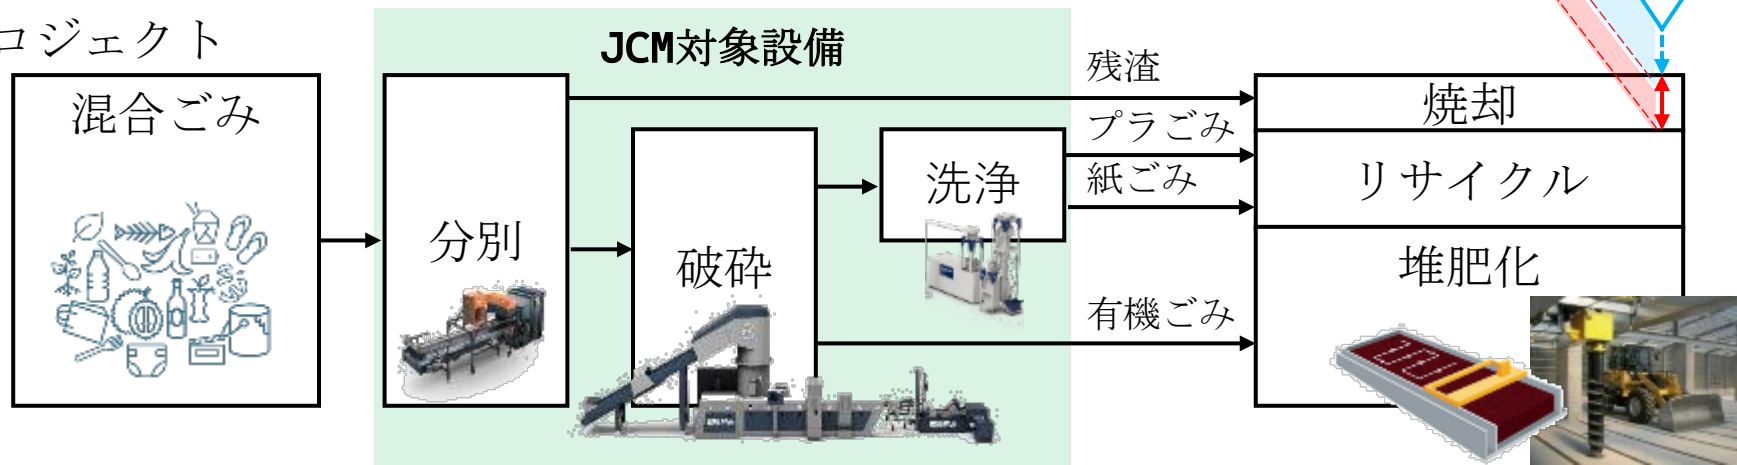 ロジェクト
JCM対象設備
混合ごみ
分別
破砕
洗浄
残渣
プラごみ
紙ごみ
有機ごみ
焼却
リサイクル
堆肥化